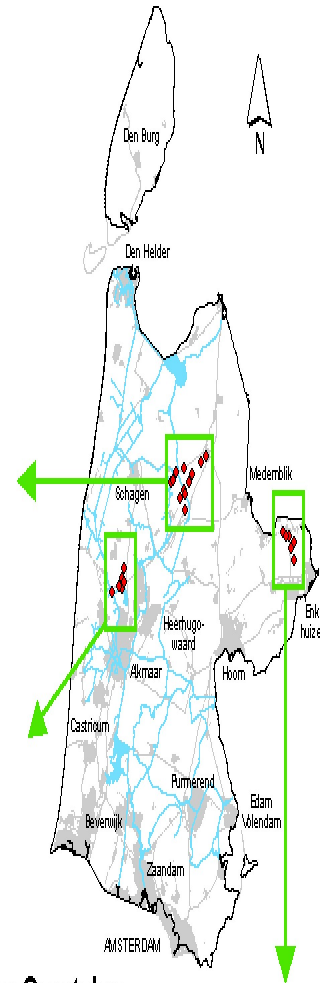 Den Burg
N
Den Helder
Medemblik
Schagen
Enk
huize
Heerhugo-
waard
Alkmaar
Hoorn
Castricum
Purmerend
Edam
Volendam
Beverwijk
Zaandam
AMSTERDAM